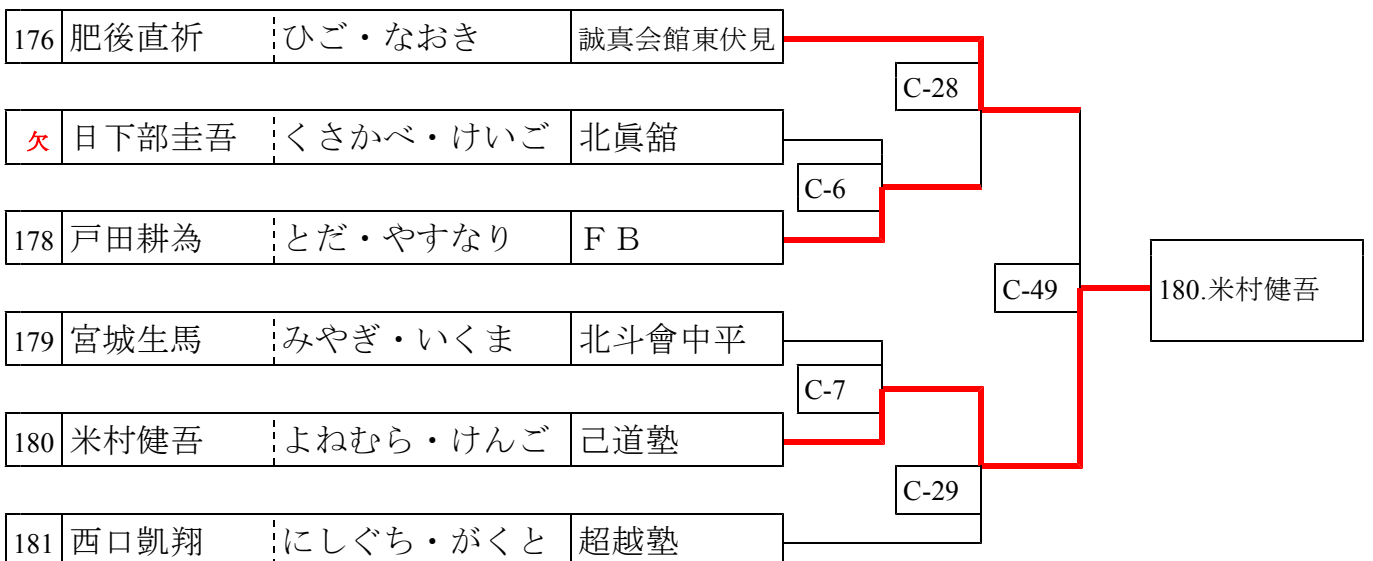 176 肥後直祈 ひご・なおき 誠真会館東伏見
C-28
欠 日下部圭吾 くさかべ・けいご 北眞舘
C-6
178 戸田耕為 とだ・やすなり ＦＢ
C-49 180.米村健吾
179 宮城生馬 みやぎ・いくま 北斗會中平
C-7
180 米村健吾 よねむら・けんご 己道塾
C-29
181 西口凱翔 にしぐち・がくと 超越塾